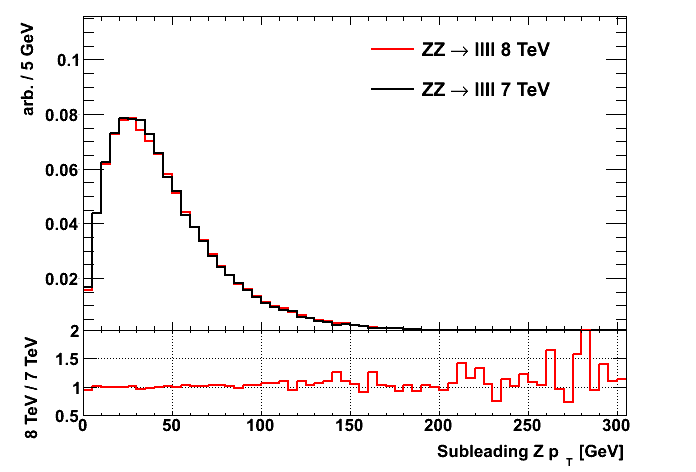 arb. / 5 GeV
0.1
0.08
0.06
0.04
0.02
ZZ → llll 8 TeV
ZZ → llll 7 TeV
8 TeV / 7 TeV
2
1.5
1
0.5
0 50 100 150 200 250 300
Subleading Z p T [GeV]